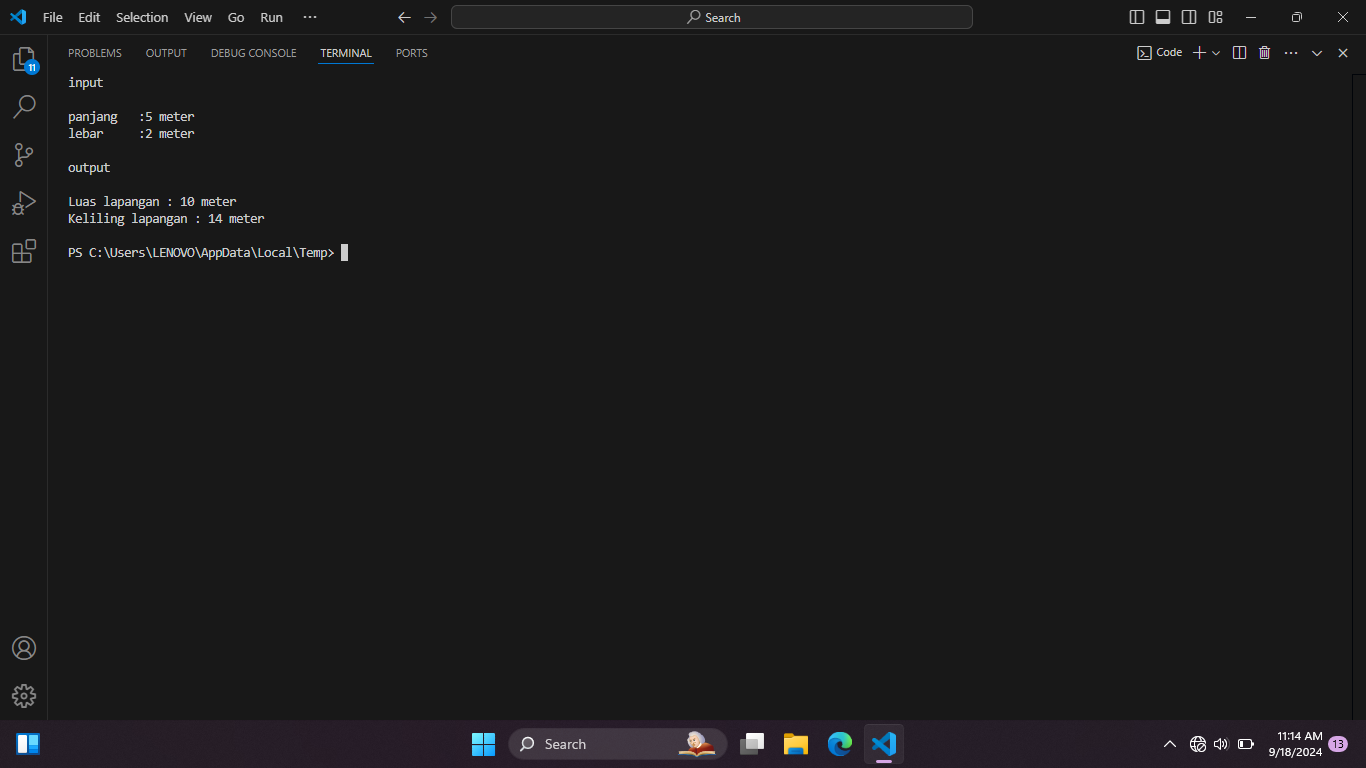 File Edit Selection View Go Run ···
Search
PROBLEMS OUTPUT DEBUG CONSOLE TERMINAL PORTS
Code
input
panjang :5 meter
lebar :2 meter
output
Luas lapangan : 10 meter
Keliling lapangan : 14 meter
PS C:\Users\LENOVO\AppData\Local\Temp>
11
Search
11:14 AM
9/18/2024
13